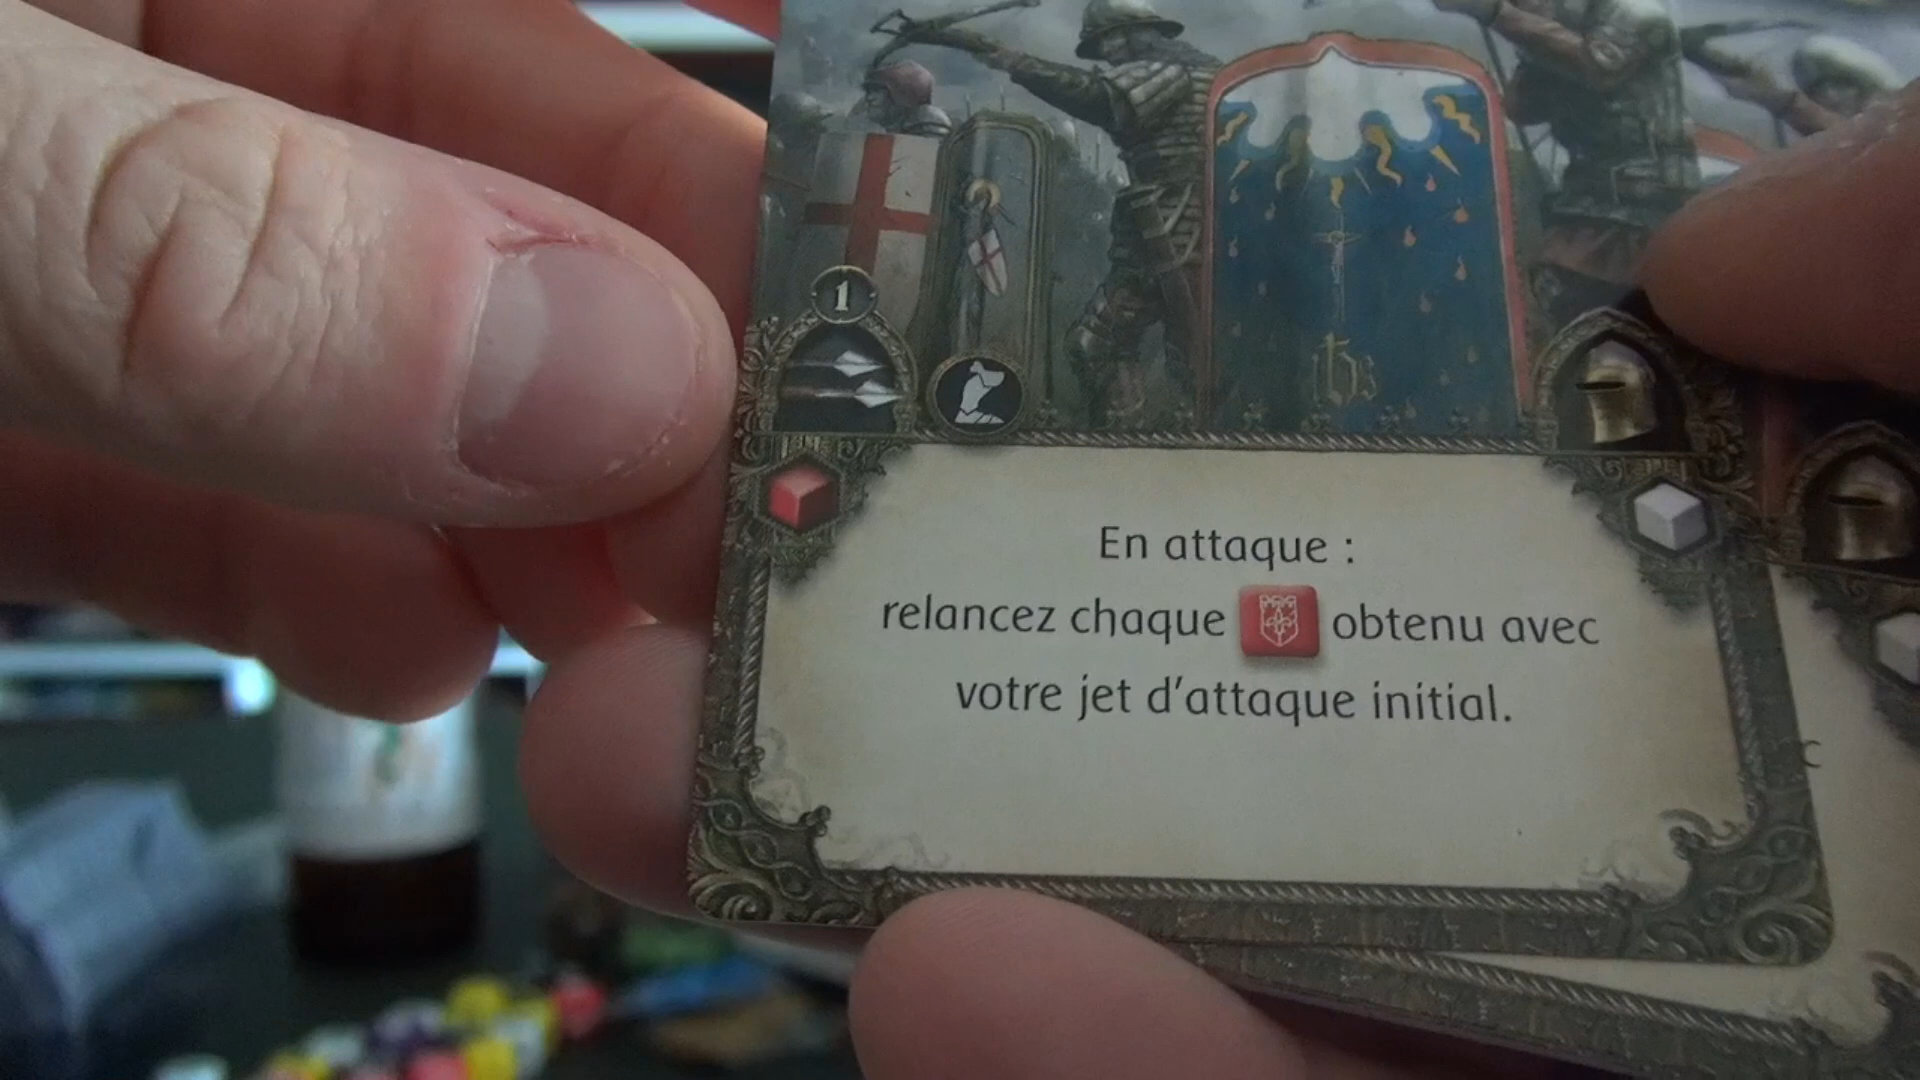 1
En attaque :
relancez chaque obtenu avec
votre jet d'attaque initial.